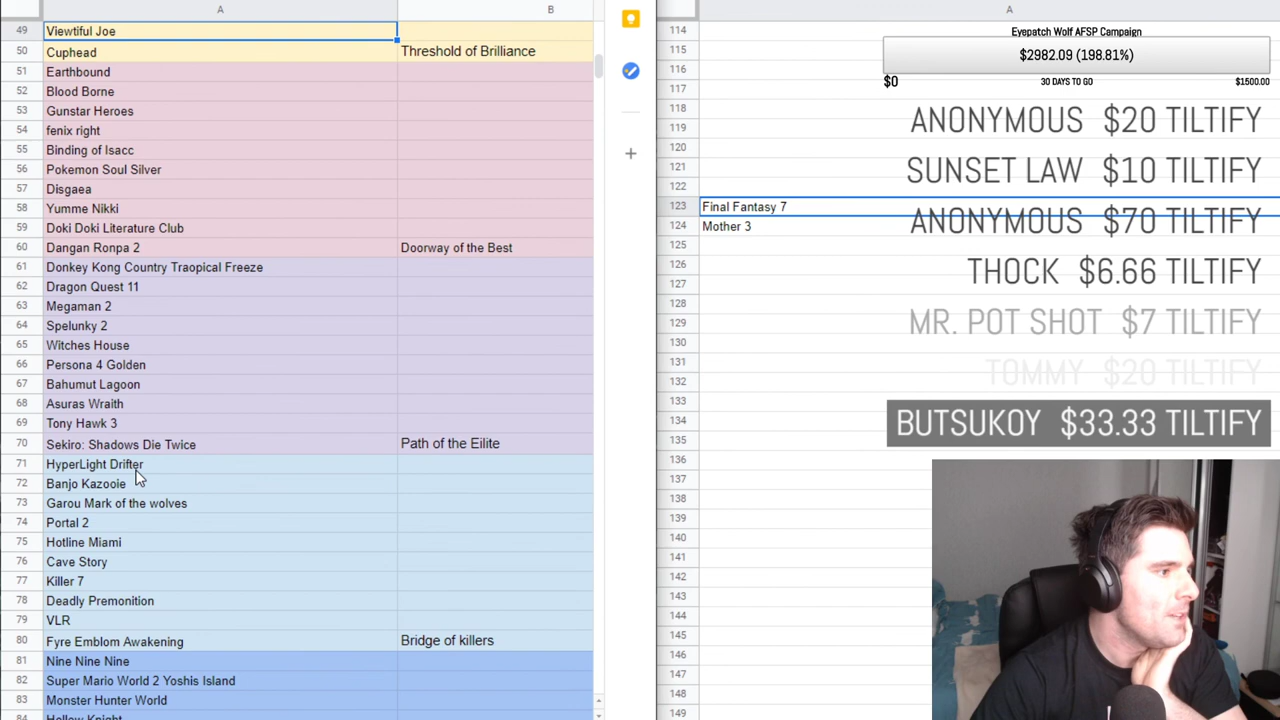 A
B
49 Viewtiful Joe
50 Cuphead Threshold of Brilliance
51 Earthbound
52 Blood Borne
53 Gunstar Heroes
54 fenix right
55 Binding of Isacc
56 Pokemon Soul Silver
57 Disgaea
58 Yumme Nikki
59 Doki Doki Literature Club
60 Dangan Ronpa 2 Doorway of the Best
61 Donkey Kong Country Traopical Freeze
62 Dragon Quest 11
63 Megaman 2
64 Spelunky 2
65 Witches House
66 Persona 4 Golden
67 Bahumut Lagoon
68 Asuras Wraith
69 Tony Hawk 3
70 Sekiro: Shadows Die Twice Path of the Eilite
71 HyperLight Drifter
72 Banjo Kazooie
73 Garou Mark of the wolves
74 Portal 2
75 Hotline Miami
76 Cave Story
77 Killer 7
78 Deadly Premonition
79 VLR
80 Fyre Emblom Awakening Bridge of killers
81 Nine Nine Nine
82 Super Mario World 2 Yoshis Island
83 Monster Hunter World
84 Hollow Knight
A
114
115
116
117
118
119
120
121
122
123 Final Fantasy 7
124 Mother 3
125
126
127
128
129
130
131
132
133
134
135
136
137
138
139
140
141
142
143
144
145
146
147
148
149
Eyepatch Wolf AFSP Campaign
$2982.09 (198.81%)
$0 30 DAYS TO GO $1500.00
ANONYMOUS $20 TILTIFY
SUNSET LAW $10 TILTIFY
ANONYMOUS $70 TILTIFY
THOCK $6.66 TILTIFY
MR. POT SHOT $7 TILTIFY
TOMMY $20 TILTIFY
BUTSUKOY $33.33 TILTIFY